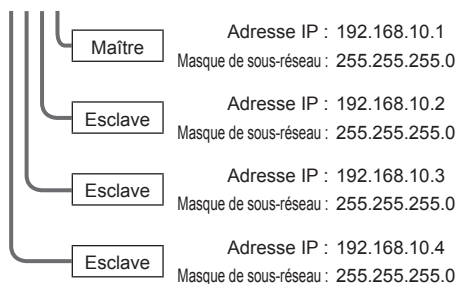 Maître
Adresse IP : 192.168.10.1
Masque de sous-réseau : 255.255.255.0
Esclave
Adresse IP : 192.168.10.2
Masque de sous-réseau : 255.255.255.0
Esclave
Adresse IP : 192.168.10.3
Masque de sous-réseau : 255.255.255.0
Esclave
Adresse IP : 192.168.10.4
Masque de sous-réseau : 255.255.255.0